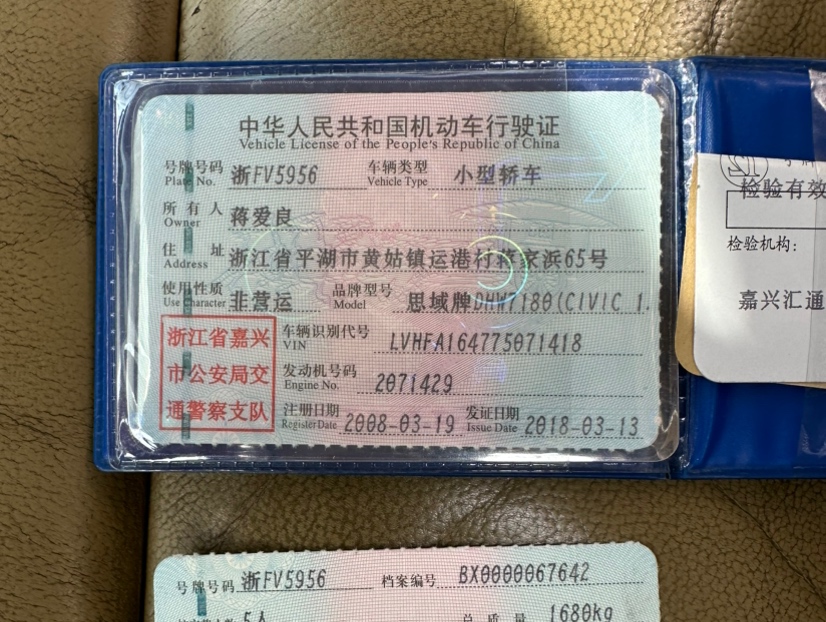 中华人民共和国机动车行驶证
Vehicle License of the People's Republic of China
号牌号码 浙FV5956 车辆类型 小型轿车
Plate No. Vehicle Type
所有人 蒋爱良
Owner
住址 浙江省平湖市黄姑镇运港村蒋家浜65号
Address
使用性质 非营运 品牌型号 思域牌DHW7180(CIVIC 1.
Use Character Model
浙江省嘉兴
市公安局交
通警察支队
车辆识别代号 LVHFA164775071418
VIN
发动机号码 2071429
Engine No.
注册日期 2008-03-19 发证日期 2018-03-13
Register Date Issue Date
检验有效
检验机构:
嘉兴汇通
号牌号码 浙FV5956 档案编号 BX0000067642
5人 总质量 1680kg